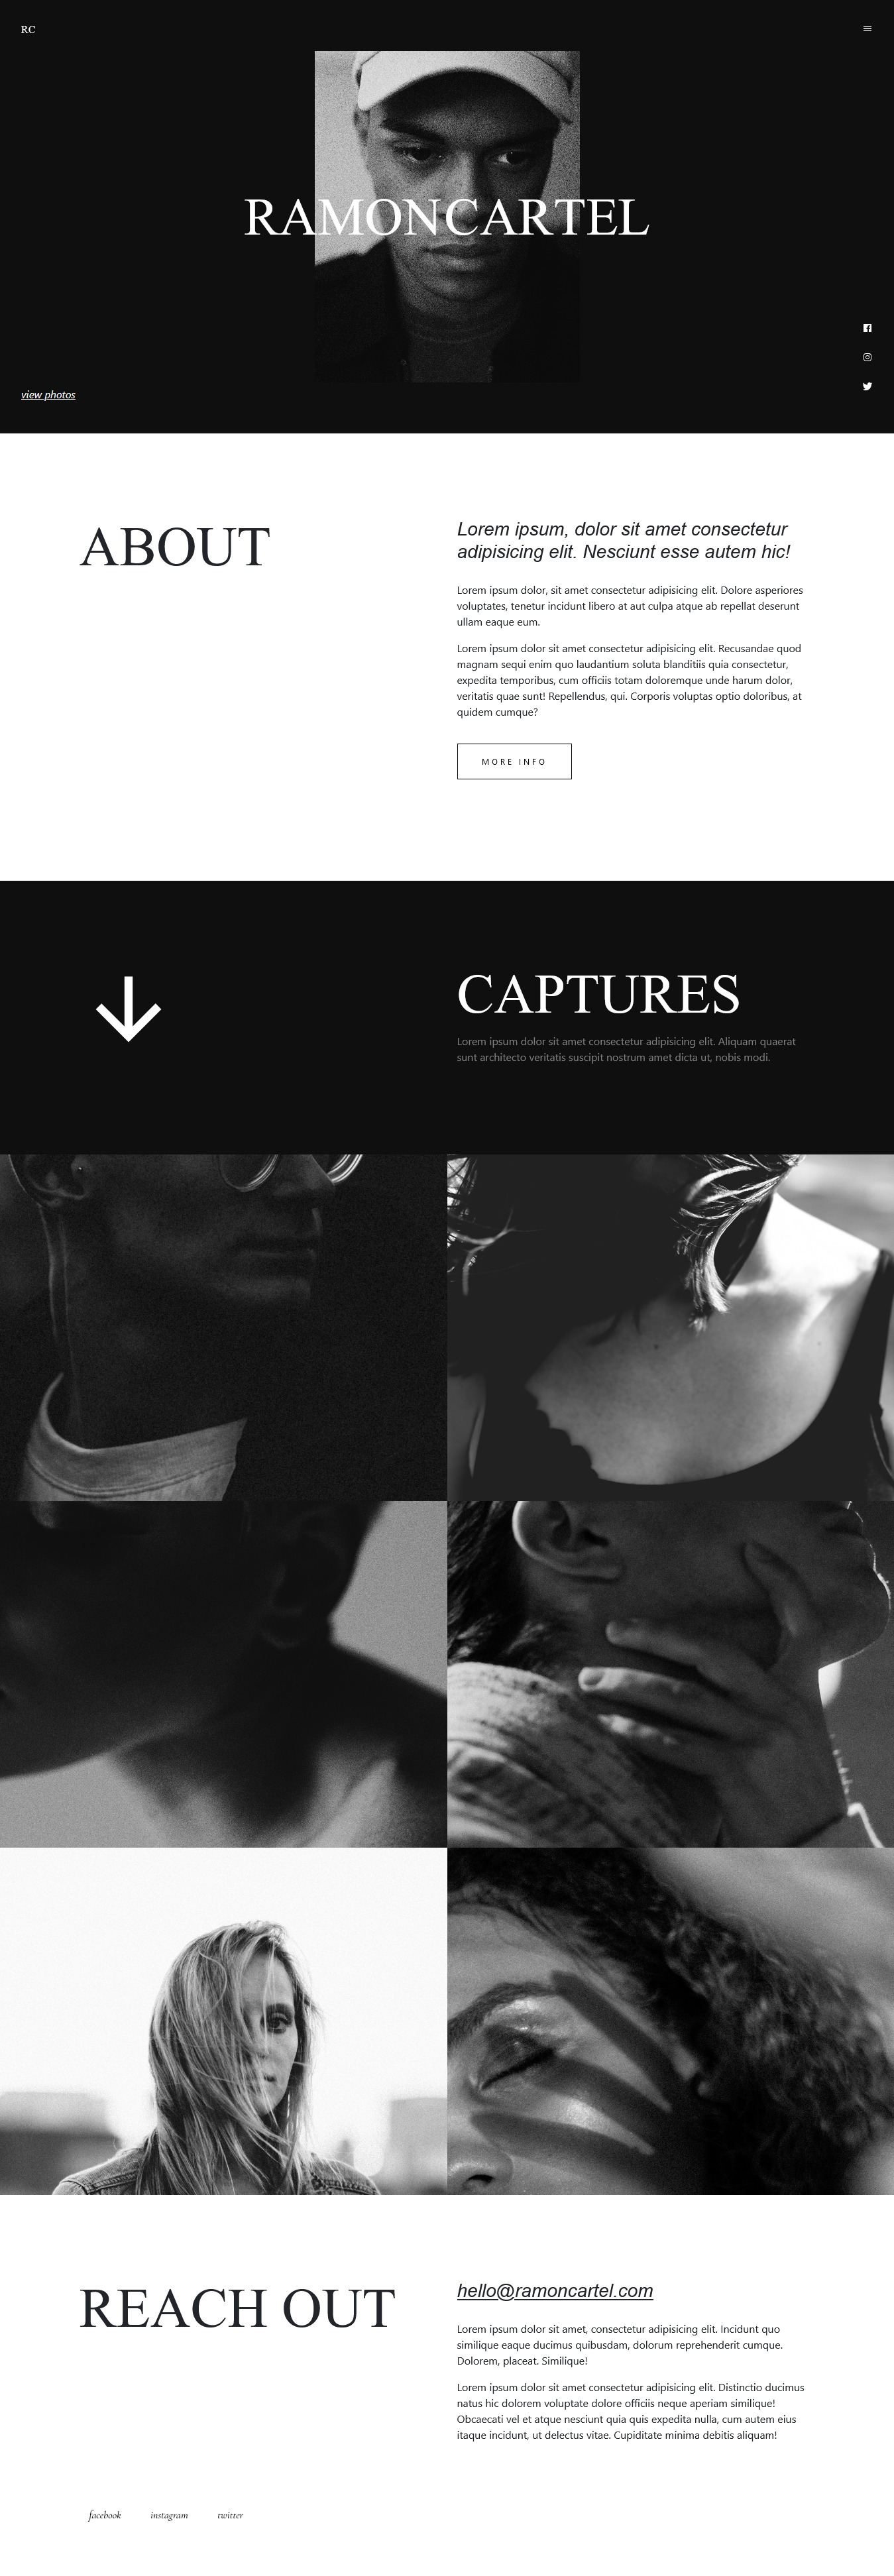 RC
RAMONCARTEL
view photos
ABOUT
Lorem ipsum, dolor sit amet consectetur
adipisicing elit. Nesciunt esse autem hic!
Lorem ipsum dolor, sit amet consectetur adipisicing elit. Dolore asperiores
voluptates, tenetur incidunt libero at aut culpa atque ab repellat deserunt
ullam eaque eum.
Lorem ipsum dolor sit amet consectetur adipisicing elit. Recusandae quod
magnam sequi enim quo laudantium soluta blanditiis quia consectetur,
expedita temporibus, cum officiis totam doloremque unde harum dolor,
veritatis quae sunt! Repellendus, qui. Corporis voluptas optio doloribus, at
quidem cumque?
MORE INFO
CAPTURES
Lorem ipsum dolor sit amet consectetur adipisicing elit. Aliquam quaerat
sunt architecto veritatis suscipit nostrum amet dicta ut, nobis modi.
REACH OUT
hello@ramoncartel.com
Lorem ipsum dolor sit amet, consectetur adipisicing elit. Incidunt quo
similique eaque ducimus quibusdam, dolorum reprehenderit cumque.
Dolorem, placeat. Similique!
Lorem ipsum dolor sit amet consectetur adipisicing elit. Distinctio ducimus
natus hic dolorem voluptate dolore officiis neque aperiam similique!
Obcaecati vel et atque nesciunt quia quis expedita nulla, cum autem eius
itaque incidunt, ut delectus vitae. Cupiditate minima debitis aliquam!
facebook instagram twitter